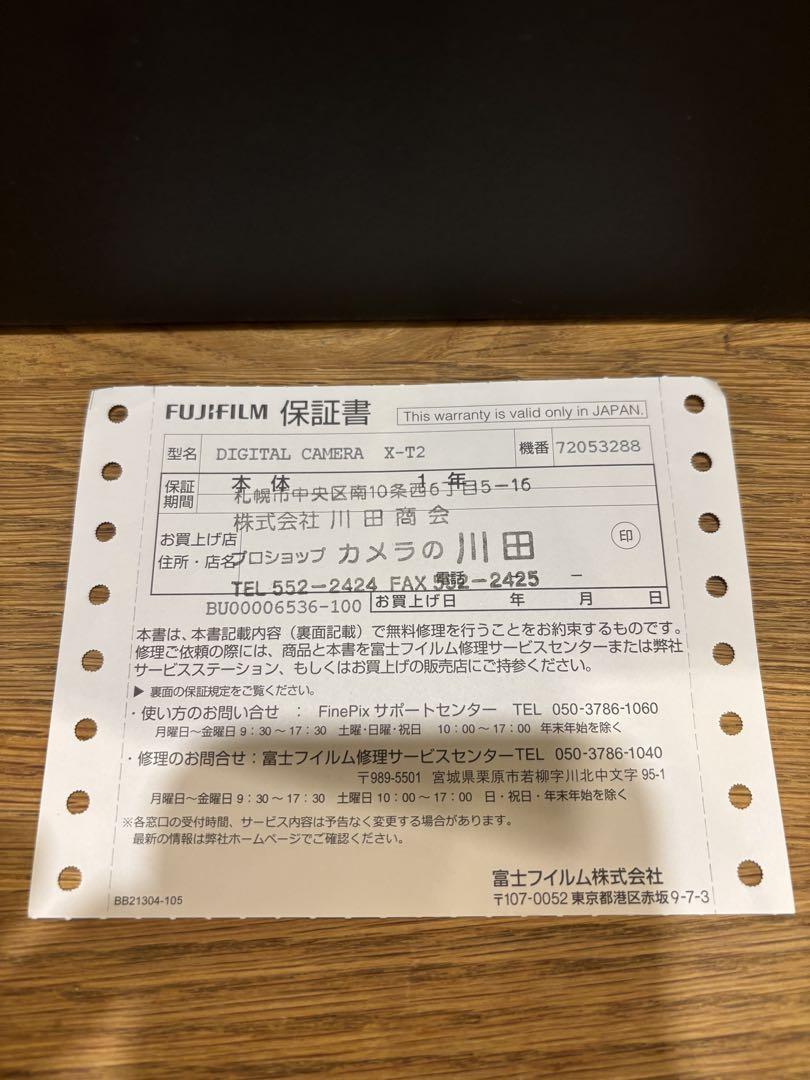 FUJIFILM 保証書 This warranty is valid only in JAPAN.
型名 DIGITAL CAMERA X-T2 機番 72053288
保証期間 本体 1年
札幌市中央区南10条西6丁目5-16
株式会社 川田商会
お買上げ店
住所・店名 プロショップ カメラの川田 印
TEL 552-2424 FAX 552-2425
電話 - -
BU00006536-100 お買上げ日 年 月 日
本書は、本書記載内容（裏面記載）で無料修理を行うことをお約束するものです。
修理ご依頼の際には、商品と本書を富士フイルム修理サービスセンターまたは弊社
サービスステーション、もしくはお買上げの販売店にご持参ください。
▶ 裏面の保証規定をご覧ください。
・使い方のお問い合せ ： FinePix サポートセンター TEL 050-3786-1060
月曜日〜金曜日 9：30 〜 17：30 土曜・日曜・祝日 10：00 〜 17：00 年末年始を除く
・修理のお問合せ：富士フイルム修理サービスセンターTEL 050-3786-1040
〒989-5501 宮城県栗原市若柳字川北中文字 95-1
月曜日〜金曜日 9：30 〜 17：30 土曜日 10：00 〜 17：00 日・祝日・年末年始を除く
※各窓口の受付時間、サービス内容は予告なく変更する場合があります。
最新の情報は弊社ホームページでご確認ください。
富士フイルム株式会社
BB21304-105 〒107-0052 東京都港区赤坂9-7-3